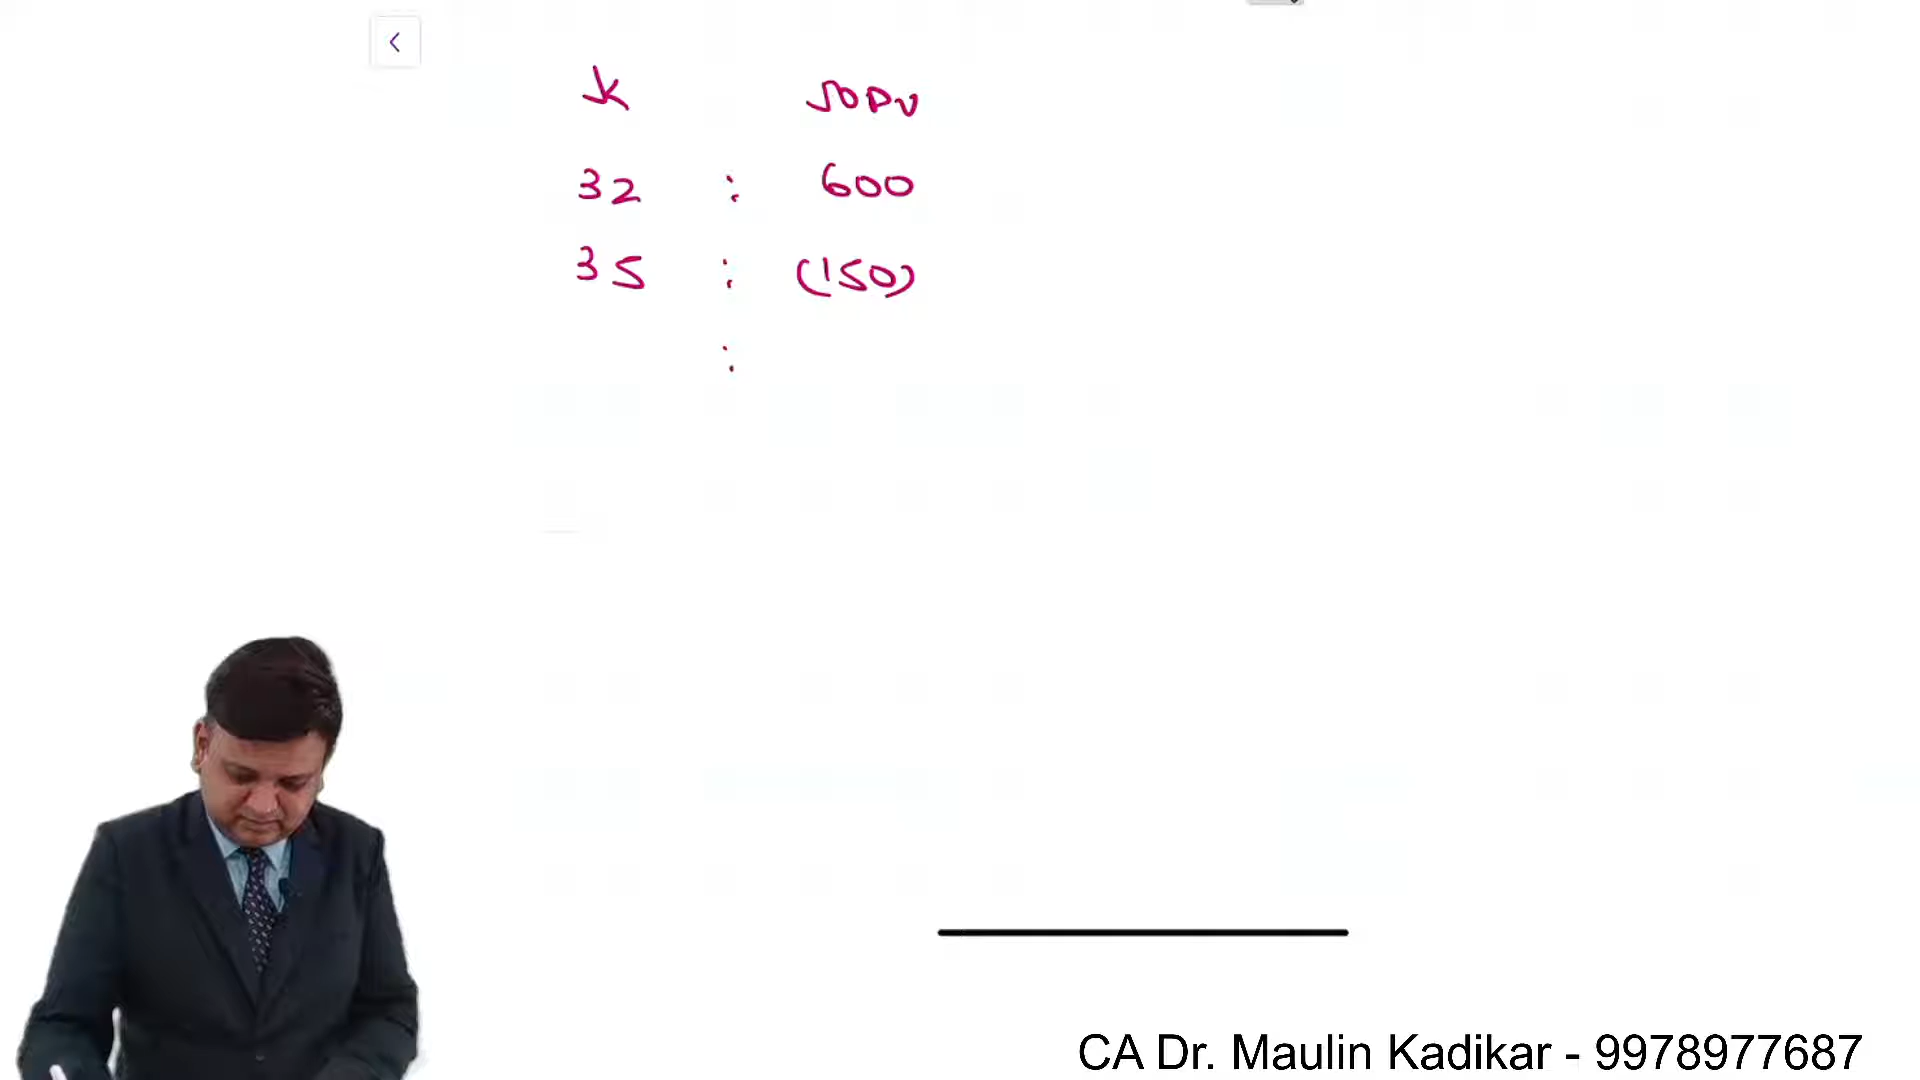 K SOPV
32 : 600
35 : (150)
:
CA Dr. Maulin Kadikar - 9978977687